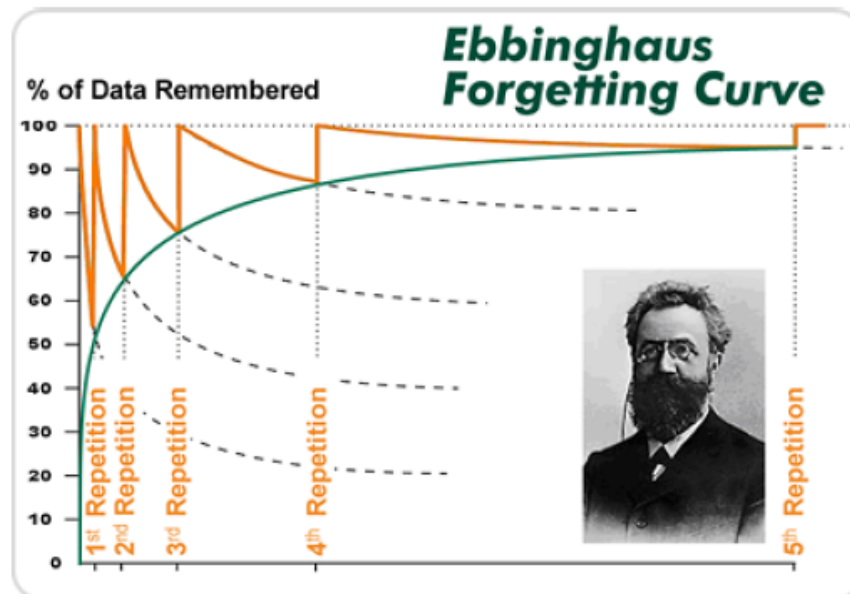 Ebbinghaus
Forgetting Curve
% of Data Remembered
100
90
80
70
60
50
40
30
20
10
0
1st Repetition
2nd Repetition
3rd Repetition
4th Repetition
5th Repetition